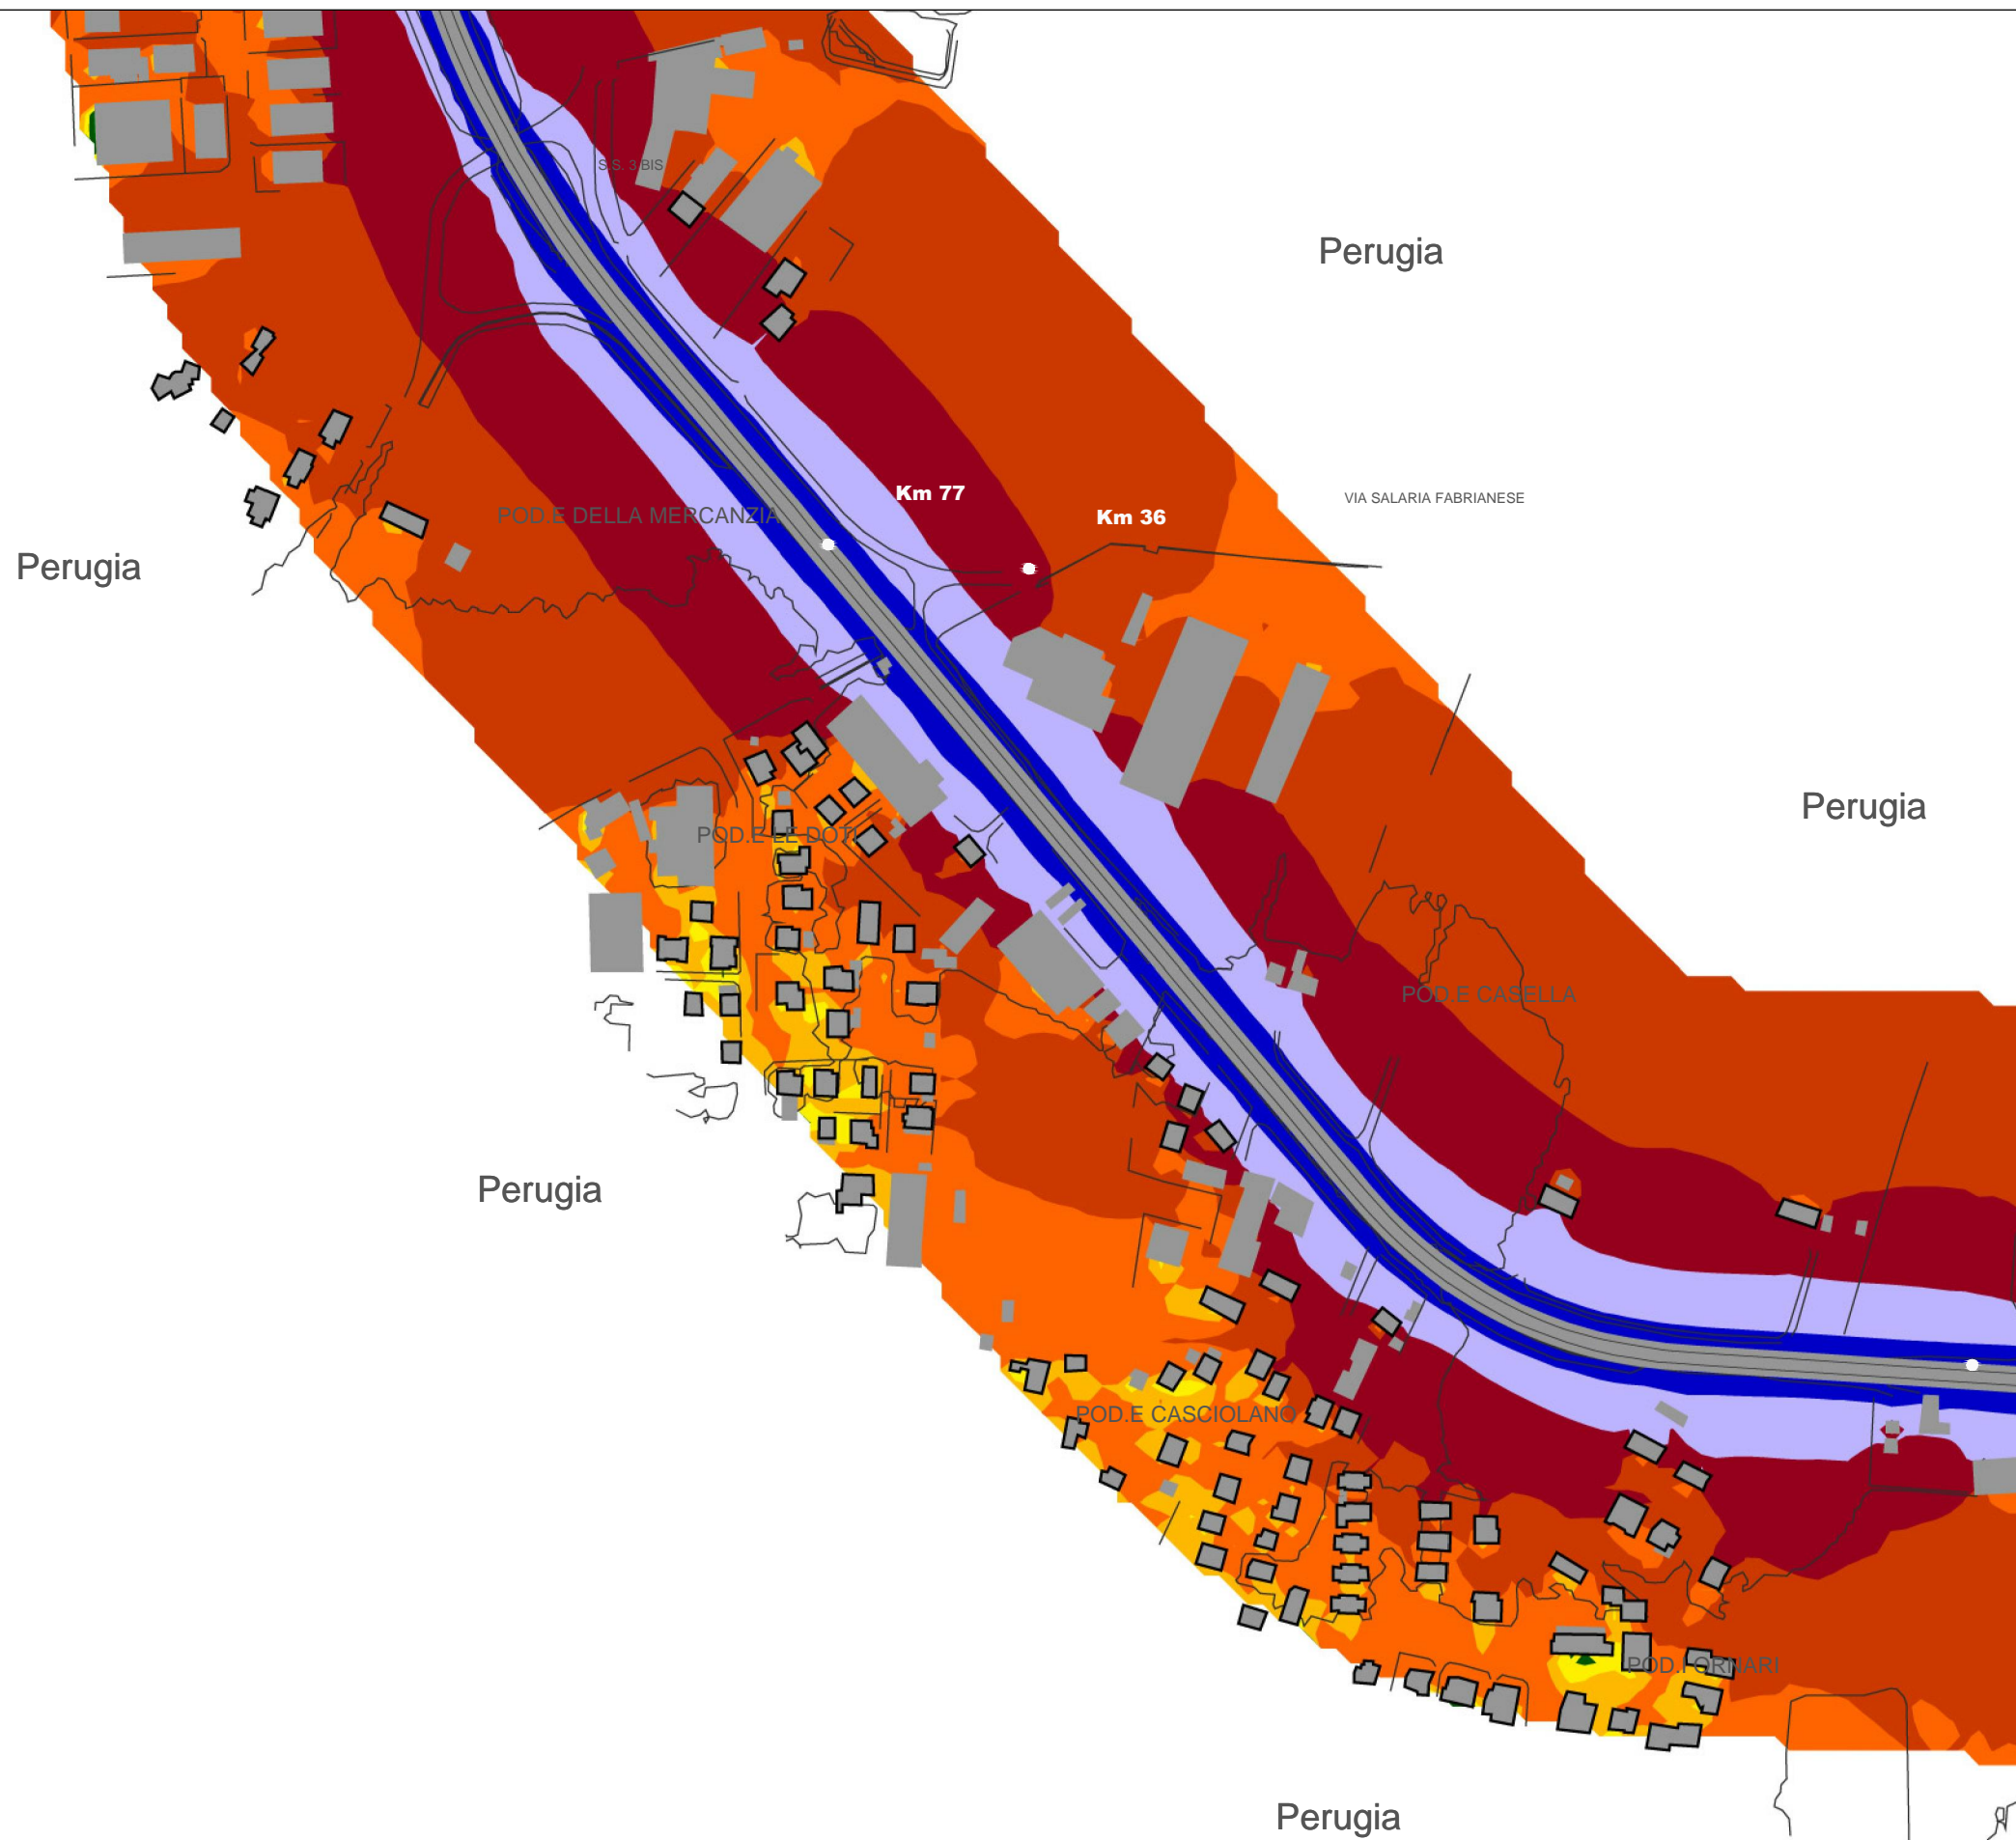 S.S. 3 BIS
Perugia
Km 77
VIA SALARIA FABRIANESE
POD.E DELLA MERCANZIA
Km 36
Perugia
Perugia
POD.E LE DOTI
POD.E CASELLA
Perugia
POD.E CASCIOLANO
POD.FORNARI
Perugia